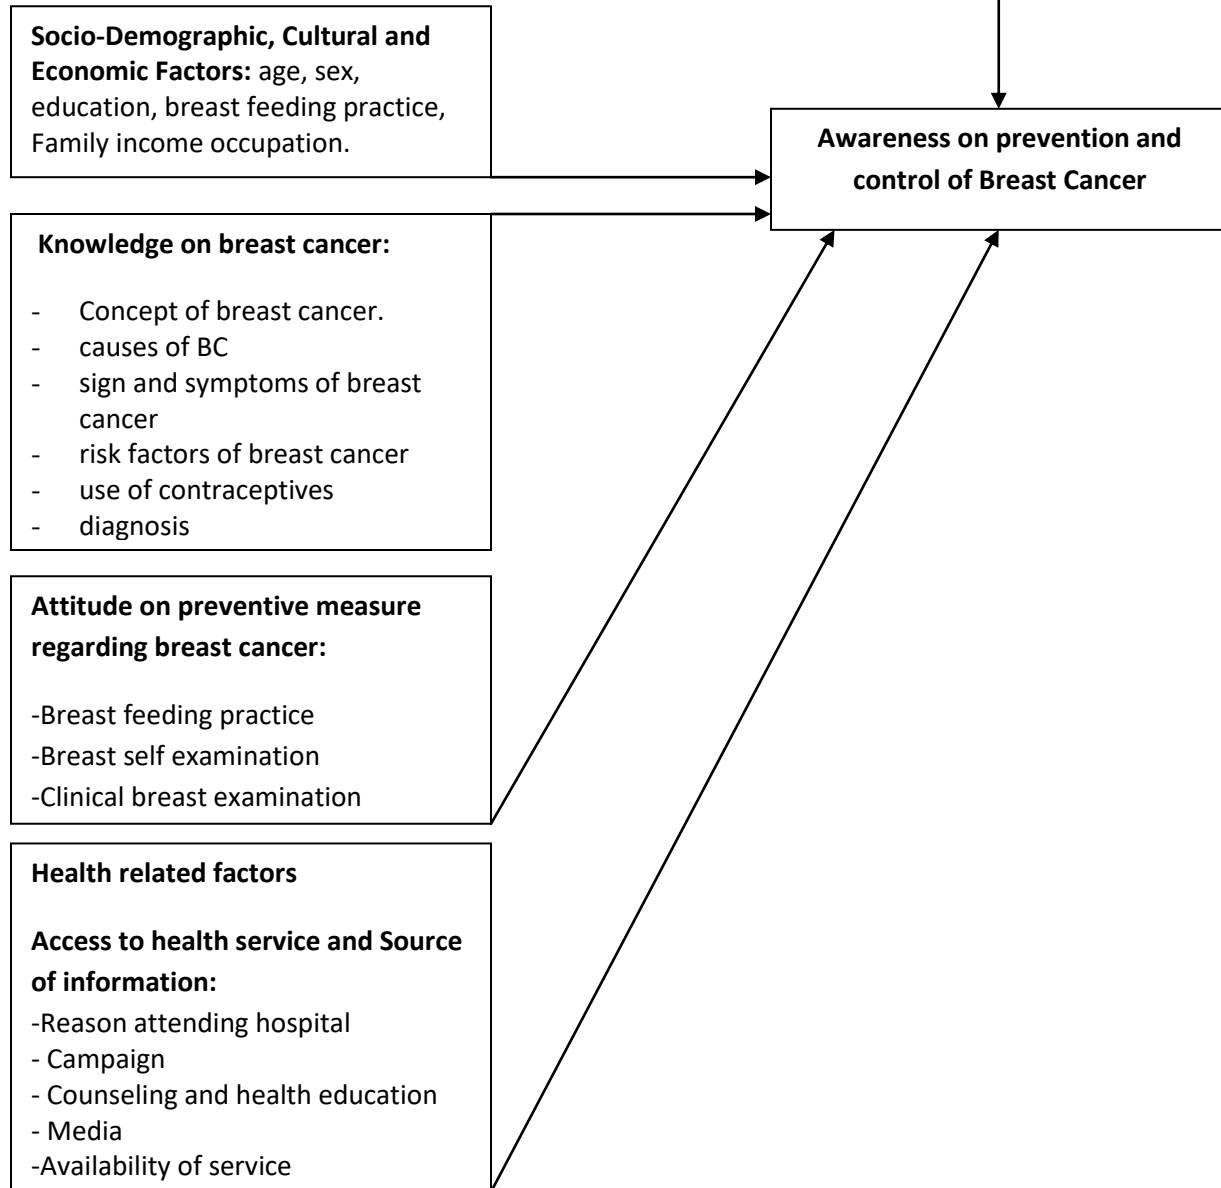 Socio-Demographic, Cultural and
Economic Factors: age, sex,
education, breast feeding practice,
Family income occupation.
Awareness on prevention and
control of Breast Cancer
Knowledge on breast cancer:
- Concept of breast cancer.
- causes of BC
- sign and symptoms of breast
cancer
- risk factors of breast cancer
- use of contraceptives
- diagnosis
Attitude on preventive measure
regarding breast cancer:
-Breast feeding practice
-Breast self examination
-Clinical breast examination
Health related factors
Access to health service and Source
of information:
-Reason attending hospital
- Campaign
- Counseling and health education
- Media
-Availability of service